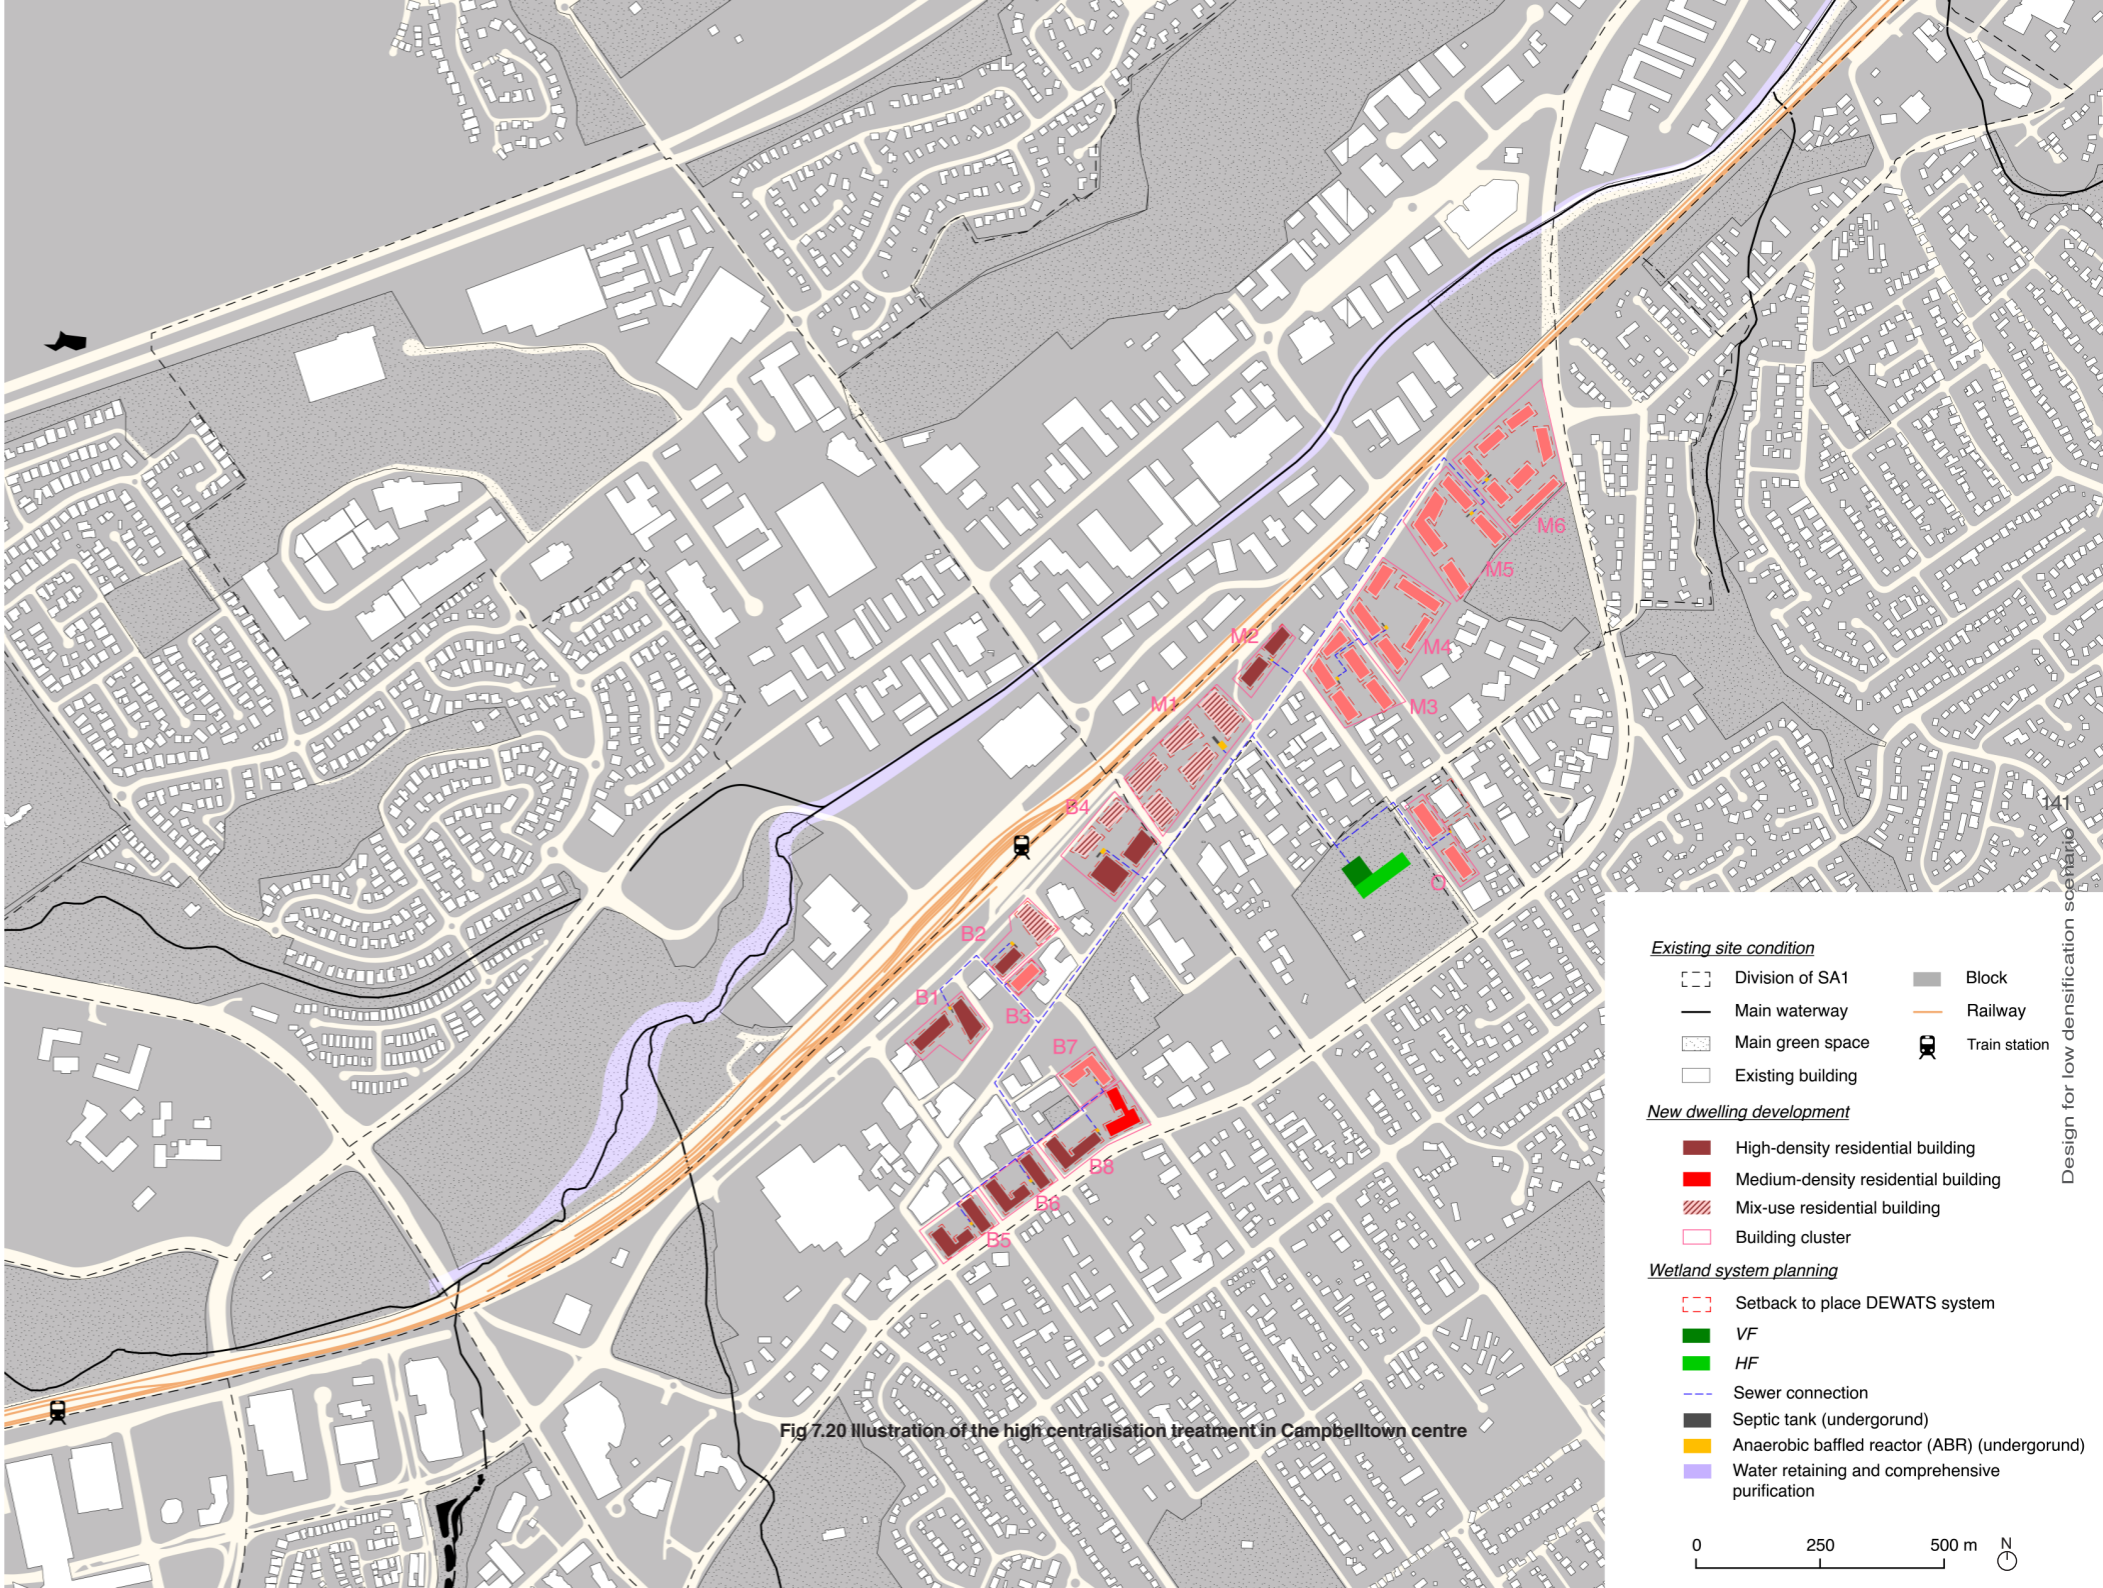 M6
M5
M2
M4
M1
M3
B4
141
O
B2
B1
B3
B7
B8
B6
B5
Existing site condition
Division of SA1
Block
Main waterway
Railway
Main green space
Train station
Existing building
New dwelling development
High-density residential building
Medium-density residential building
Mix-use residential building
Building cluster
Wetland system planning
Setback to place DEWATS system
VF
HF
Sewer connection
Septic tank (undergorund)
Anaerobic baffled reactor (ABR) (undergorund)
Water retaining and comprehensive
purification
0 250 500 m N
Design for low densification scenario
Fig 7.20 Illustration of the high centralisation treatment in Campbelltown centre